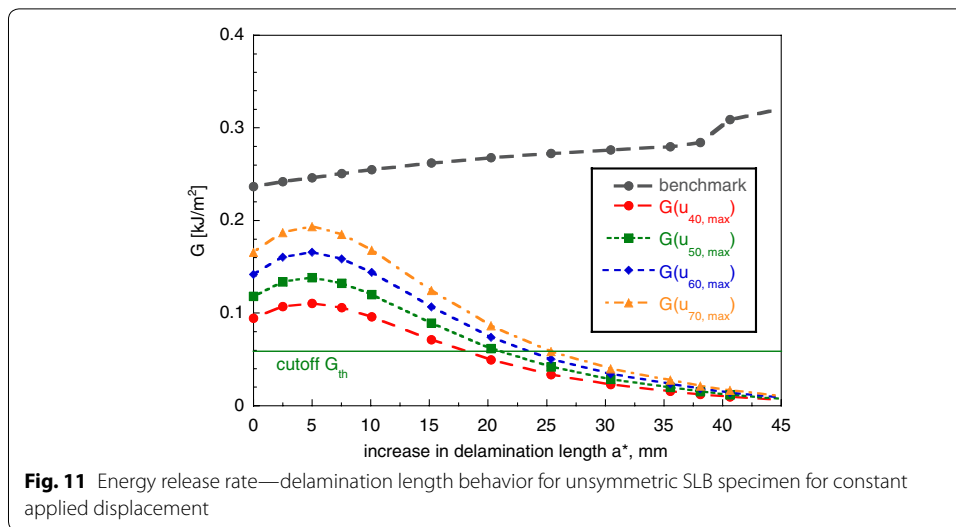 0.4
0.3
0.2
0.1
0
G [kJ/m²]
benchmark
G(u40, max)
G(u50, max)
G(u60, max)
G(u70, max)
cutoff Gth
0 5 10 15 20 25 30 35 40 45
increase in delamination length a*, mm
Fig. 11 Energy release rate—delamination length behavior for unsymmetric SLB specimen for constant
applied displacement